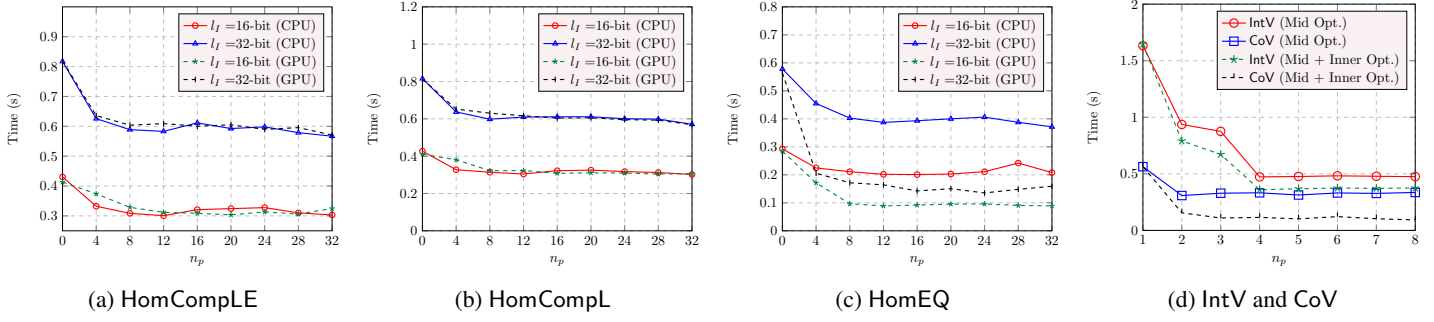 0.9
0.8
0.7
0.6
0.5
0.4
0.3
Time (s)
0 4 8 12 16 20 24 28 32
n_p
l_I =16-bit (CPU)
l_I =32-bit (CPU)
l_I =16-bit (GPU)
l_I =32-bit (GPU)
(a) HomCompLE
1.2
1
0.8
0.6
0.4
0.2
0
Time (s)
0 4 8 12 16 20 24 28 32
n_p
l_I =16-bit (CPU)
l_I =32-bit (CPU)
l_I =16-bit (GPU)
l_I =32-bit (GPU)
(b) HomCompL
0.8
0.7
0.6
0.5
0.4
0.3
0.2
0.1
0
Time (s)
0 4 8 12 16 20 24 28 32
n_p
l_I =16-bit (CPU)
l_I =32-bit (CPU)
l_I =16-bit (GPU)
l_I =32-bit (GPU)
(c) HomEQ
2
1.5
1
0.5
0
Time (s)
1 2 3 4 5 6 7 8
n_p
IntV (Mid Opt.)
CoV (Mid Opt.)
IntV (Mid + Inner Opt.)
CoV (Mid + Inner Opt.)
(d) IntV and CoV